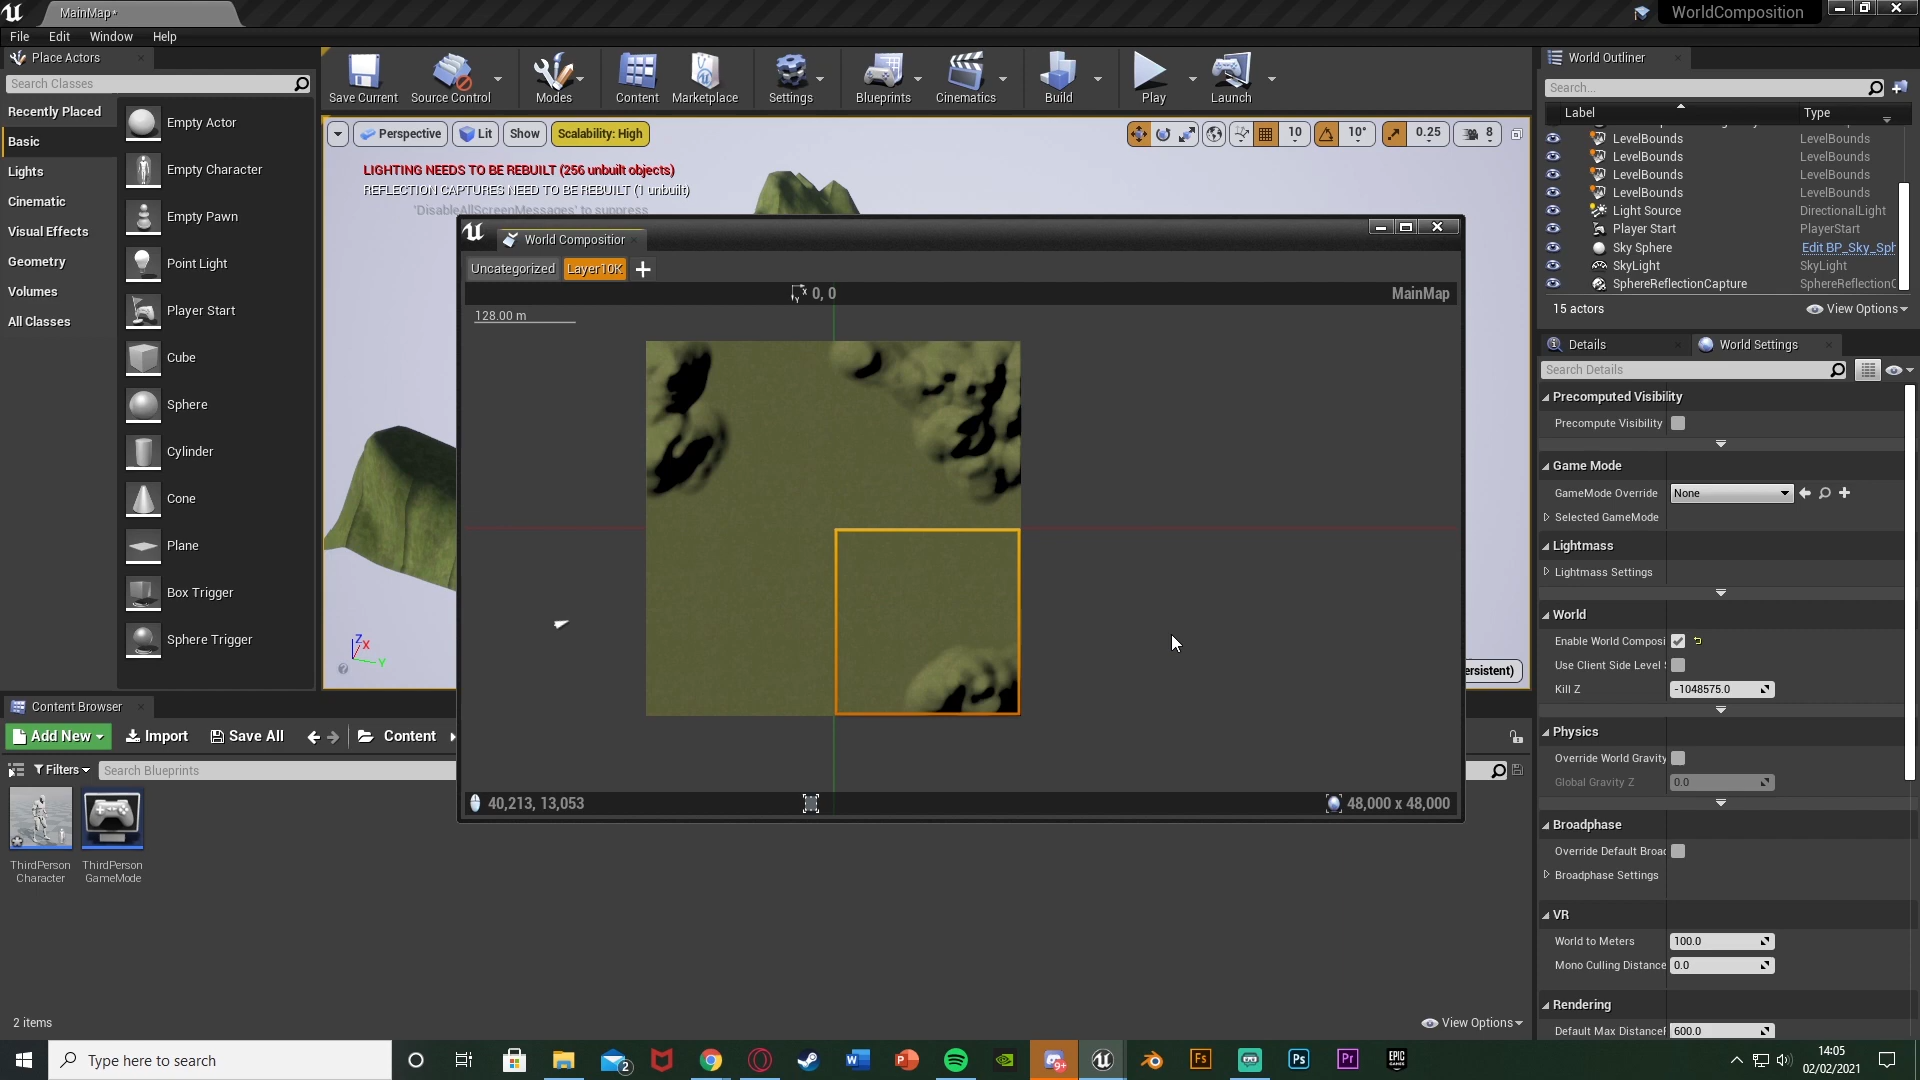 MainMap*
WorldComposition
File Edit Window Help
Place Actors
Search Classes
Recently Placed
Basic
Lights
Cinematic
Visual Effects
Geometry
Volumes
All Classes
Empty Actor
Empty Character
Empty Pawn
Point Light
Player Start
Cube
Sphere
Cylinder
Cone
Plane
Box Trigger
Sphere Trigger
Save Current
Source Control
Modes
Content
Marketplace
Settings
Blueprints
Cinematics
Build
Play
Launch
Perspective
Lit
Show
Scalability: High
10
10°
0.25
8
LIGHTING NEEDS TO BE REBUILT (256 unbuilt objects)
REFLECTION CAPTURES NEED TO BE REBUILT (1 unbuilt)
'DisableAllScreenMessages' to suppress
Z
X
Y
ersistent)
World Composition
Uncategorized
Layer10K
0, 0
MainMap
128.00 m
40,213, 13,053
48,000 x 48,000
World Outliner
Search...
Label Type
LevelBounds LevelBounds
LevelBounds LevelBounds
LevelBounds LevelBounds
LevelBounds LevelBounds
Light Source DirectionalLight
Player Start PlayerStart
Sky Sphere Edit BP_Sky_Sph
SkyLight SkyLight
SphereReflectionCapture SphereReflectionC
15 actors
View Options
Details
World Settings
Search Details
Precomputed Visibility
Precompute Visibility
Game Mode
GameMode Override None
Selected GameMode
Lightmass
Lightmass Settings
World
Enable World Composi
Use Client Side Level
Kill Z -1048575.0
Physics
Override World Gravity
Global Gravity Z 0.0
Broadphase
Override Default Broad
Broadphase Settings
VR
World to Meters 100.0
Mono Culling Distance 0.0
Rendering
Default Max DistanceF 600.0
Content Browser
Add New
Import
Save All
Content
Filters
Search Blueprints
ThirdPerson
Character
ThirdPerson
GameMode
2 items
View Options
Type here to search
2
9+
14:05
02/02/2021